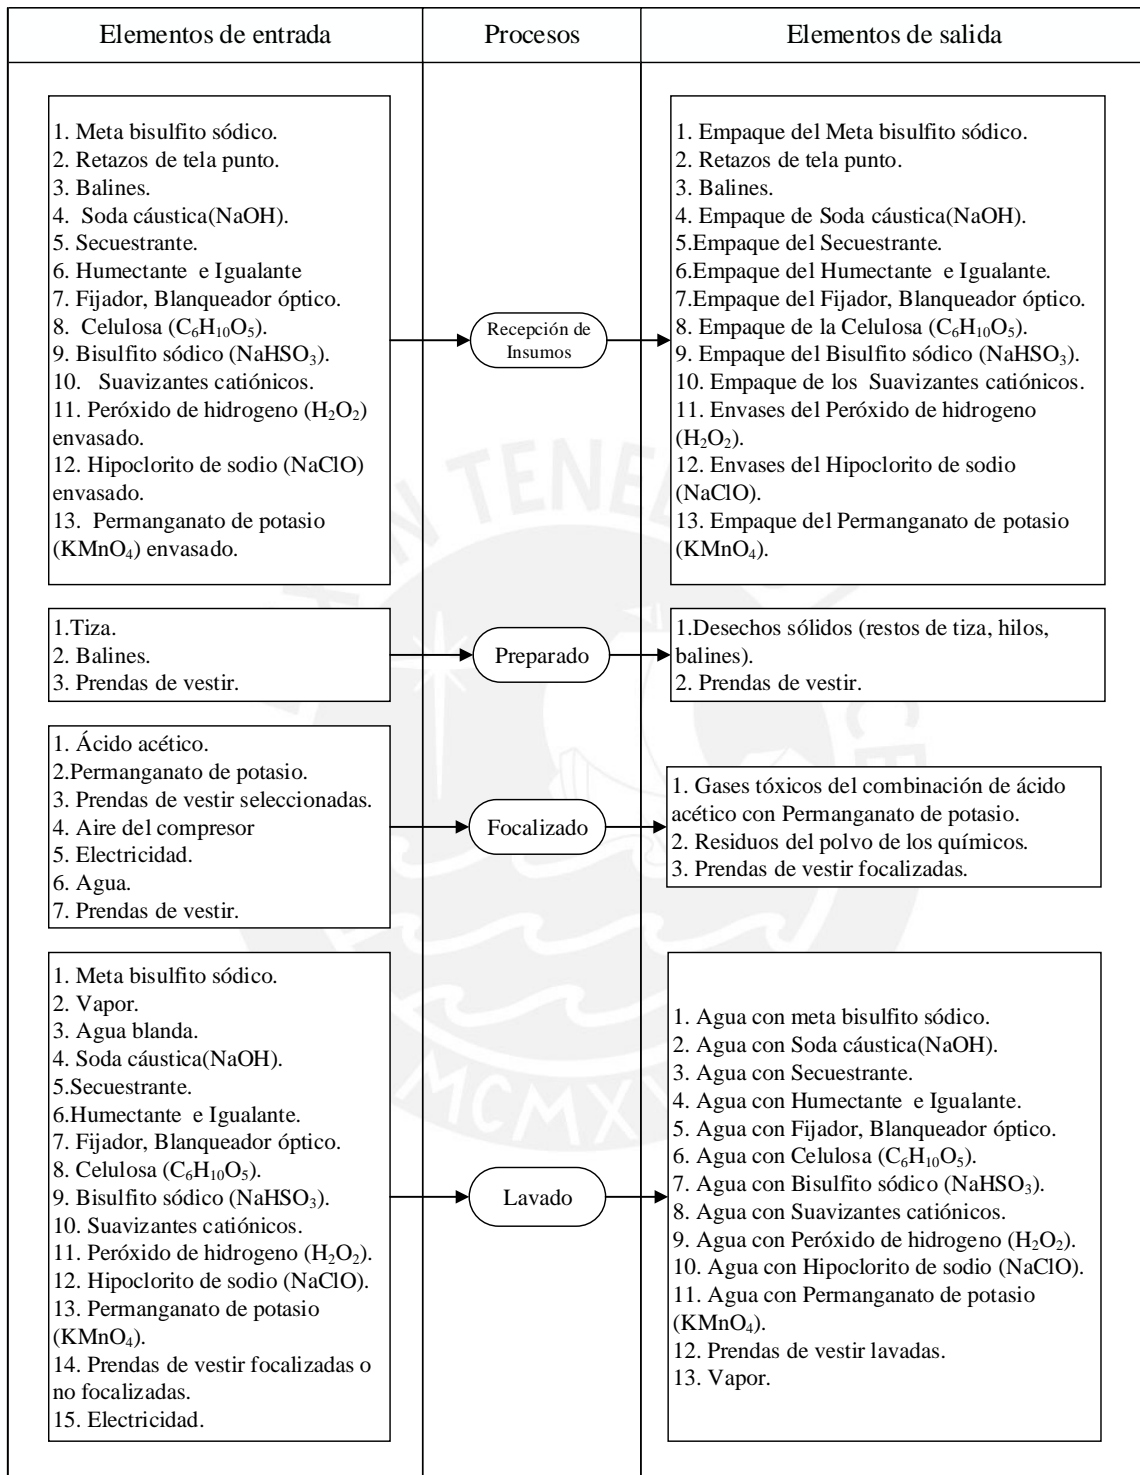 Elementos de entrada
Procesos
Elementos de salida
1. Meta bisulfito sódico.
2. Retazos de tela punto.
3. Balines.
4.  Soda cáustica(NaOH).
5. Secuestrante.
6. Humectante  e Igualante
7. Fijador, Blanqueador óptico.
8.  Celulosa (C₆H₁₀O₅).
9. Bisulfito sódico (NaHSO₃).
10.   Suavizantes catiónicos.
11. Peróxido de hidrogeno (H₂O₂)
envasado.
12. Hipoclorito de sodio (NaClO)
envasado.
13.  Permanganato de potasio
(KMnO₄) envasado.
Recepción de
Insumos
1. Empaque del Meta bisulfito sódico.
2. Retazos de tela punto.
3. Balines.
4. Empaque de Soda cáustica(NaOH).
5.Empaque del Secuestrante.
6.Empaque del Humectante  e Igualante.
7.Empaque del Fijador, Blanqueador óptico.
8. Empaque de la Celulosa (C₆H₁₀O₅).
9. Empaque del Bisulfito sódico (NaHSO₃).
10. Empaque de los  Suavizantes catiónicos.
11. Envases del Peróxido de hidrogeno
(H₂O₂).
12. Envases del Hipoclorito de sodio
(NaClO).
13. Empaque del Permanganato de potasio
(KMnO₄).
1.Tiza.
2. Balines.
3. Prendas de vestir.
Preparado
1.Desechos sólidos (restos de tiza, hilos,
balines).
2. Prendas de vestir.
1. Ácido acético.
2.Permanganato de potasio.
3. Prendas de vestir seleccionadas.
4. Aire del compresor
5. Electricidad.
6. Agua.
7. Prendas de vestir.
Focalizado
1. Gases tóxicos del combinación de ácido
acético con Permanganato de potasio.
2. Residuos del polvo de los químicos.
3. Prendas de vestir focalizadas.
1. Meta bisulfito sódico.
2. Vapor.
3. Agua blanda.
4. Soda cáustica(NaOH).
5.Secuestrante.
6.Humectante  e Igualante.
7. Fijador, Blanqueador óptico.
8. Celulosa (C₆H₁₀O₅).
9. Bisulfito sódico (NaHSO₃).
10. Suavizantes catiónicos.
11. Peróxido de hidrogeno (H₂O₂).
12. Hipoclorito de sodio (NaClO).
13. Permanganato de potasio
(KMnO₄).
14. Prendas de vestir focalizadas o
no focalizadas.
15. Electricidad.
Lavado
1. Agua con meta bisulfito sódico.
2. Agua con Soda cáustica(NaOH).
3. Agua con Secuestrante.
4. Agua con Humectante  e Igualante.
5. Agua con Fijador, Blanqueador óptico.
6. Agua con Celulosa (C₆H₁₀O₅).
7. Agua con Bisulfito sódico (NaHSO₃).
8. Agua con Suavizantes catiónicos.
9. Agua con Peróxido de hidrogeno (H₂O₂).
10. Agua con Hipoclorito de sodio (NaClO).
11. Agua con Permanganato de potasio
(KMnO₄).
12. Prendas de vestir lavadas.
13. Vapor.